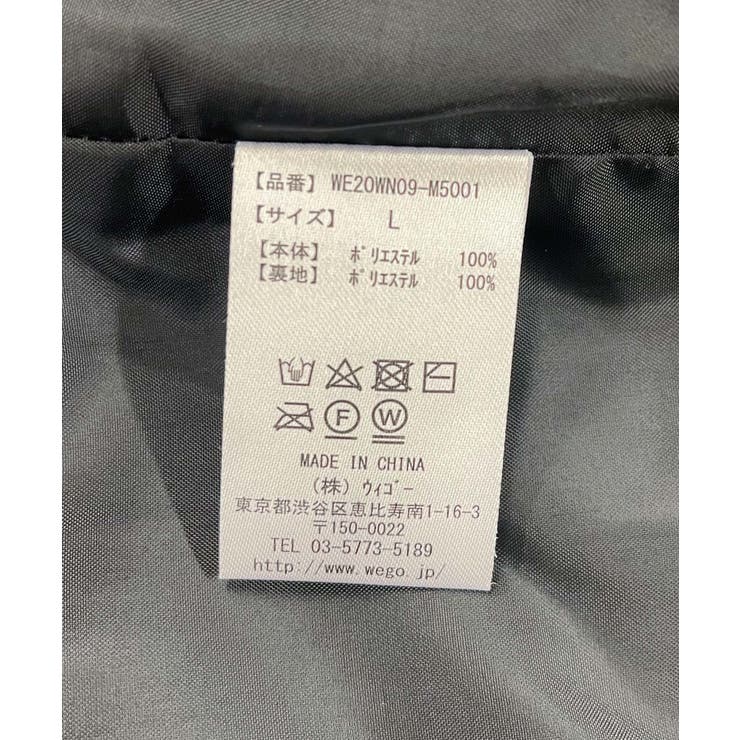 【品番】 WE20WN09-M5001
【サイズ】 L
【本体】 ﾎﾟﾘｴｽﾃﾙ 100%
【裏地】 ﾎﾟﾘｴｽﾃﾙ 100%
F W
MADE IN CHINA
(株) ｳｨｺﾞｰ
東京都渋谷区恵比寿南1-16-3
〒150-0022
TEL 03-5773-5189
http://www.wego.jp/